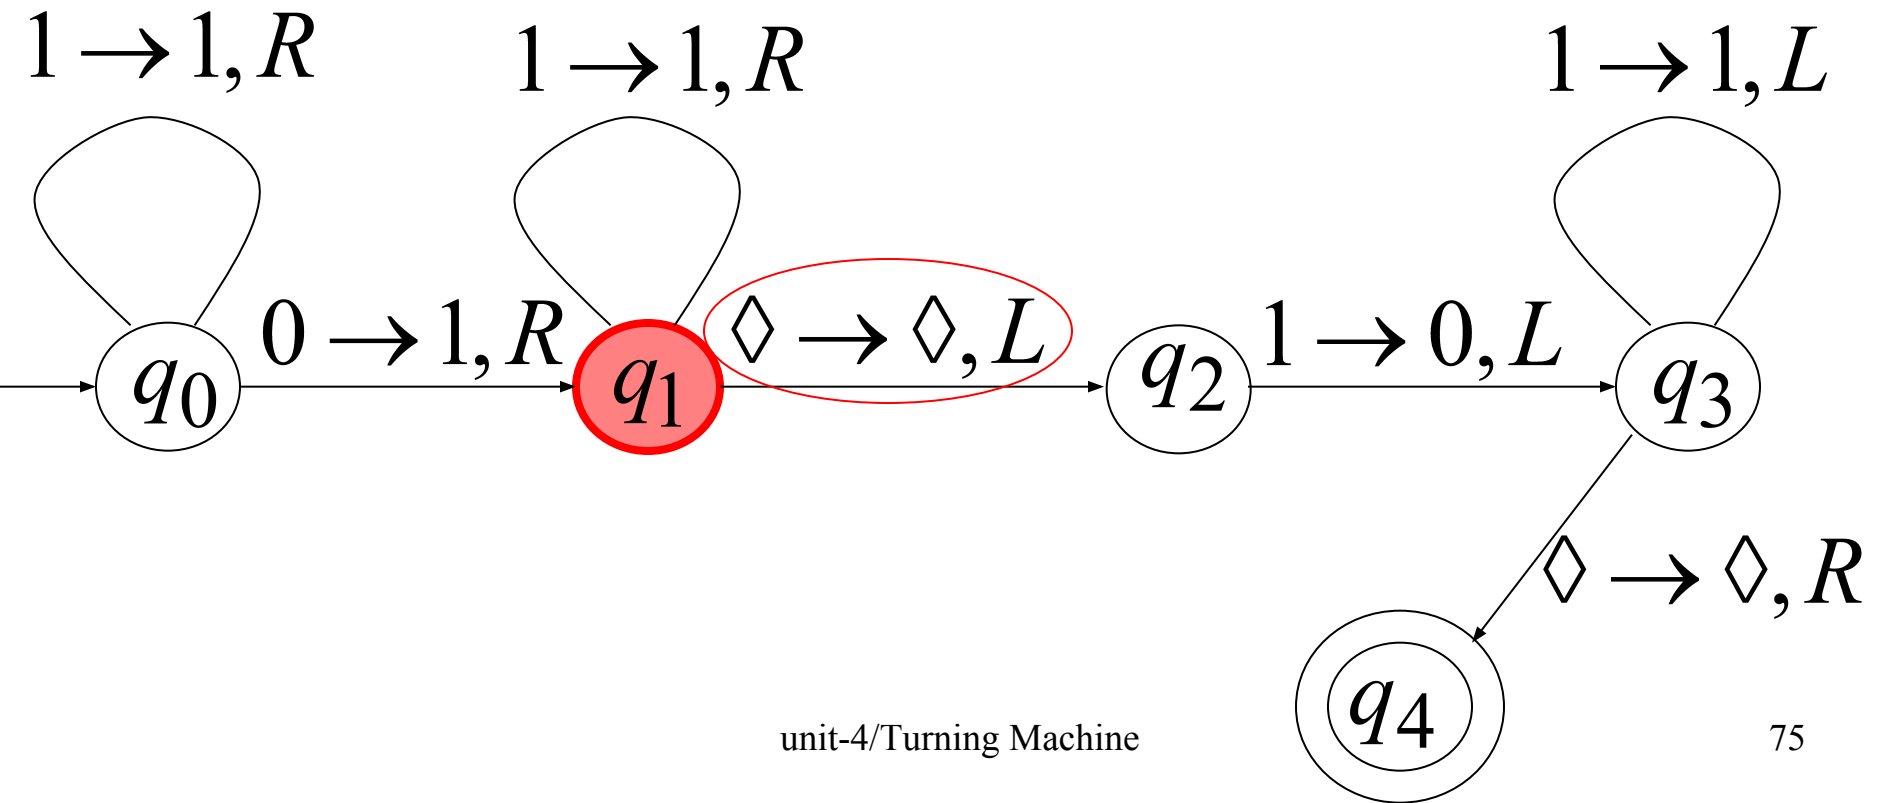 1 → 1, R
1 → 1, R
1 → 1, L
0 → 1, R
◊ → ◊, L
1 → 0, L
q0
q1
q2
q3
◊ → ◊, R
q4
unit-4/Turning Machine
75